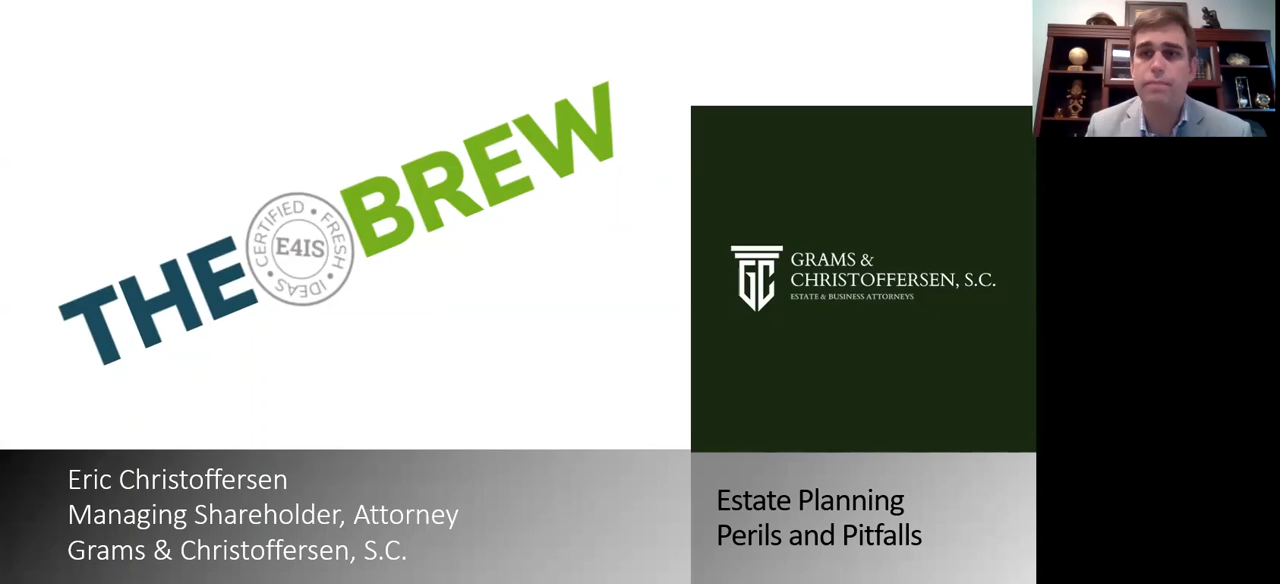 THE BREW
CERTIFIED • FRESH • IDEAS •
E4IS
GC
GRAMS &
CHRISTOFFERSEN, S.C.
ESTATE & BUSINESS ATTORNEYS
Eric Christoffersen
Managing Shareholder, Attorney
Grams & Christoffersen, S.C.
Estate Planning
Perils and Pitfalls